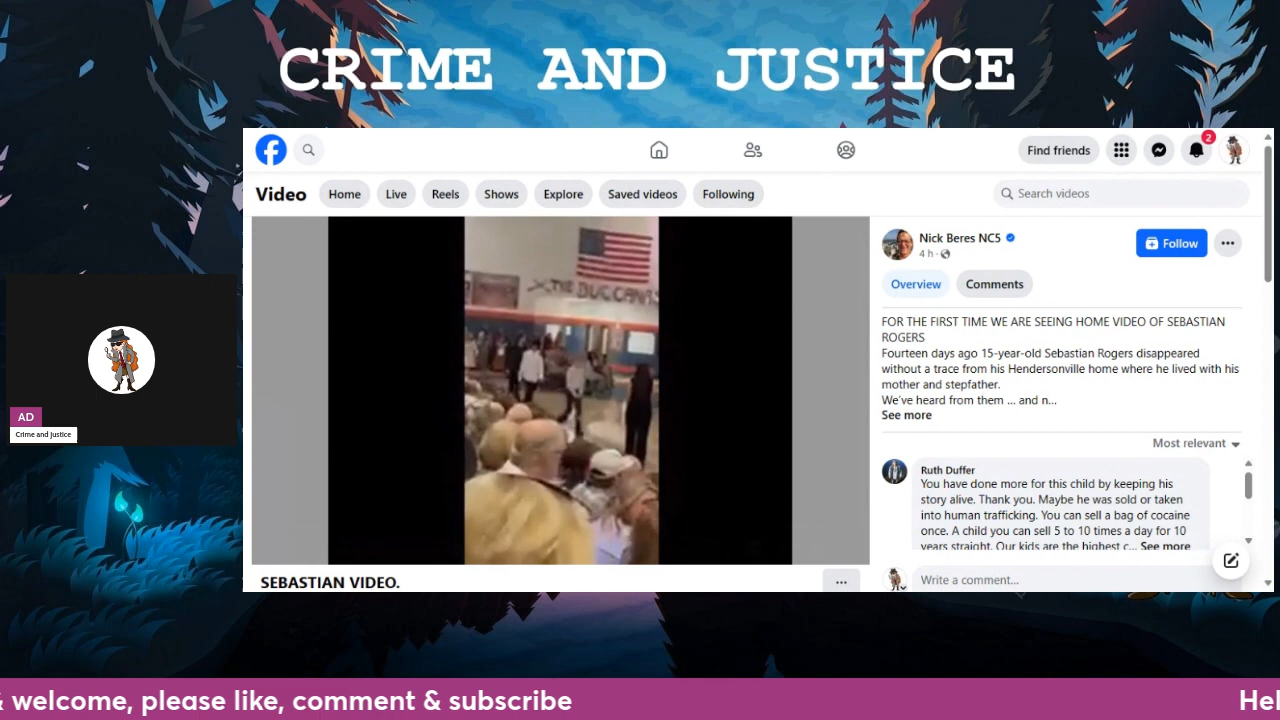 CRIME AND JUSTICE
Find friends
2
Video
Home
Live
Reels
Shows
Explore
Saved videos
Following
Search videos
Nick Beres NC5
4 h ·
Follow
Overview
Comments
FOR THE FIRST TIME WE ARE SEEING HOME VIDEO OF SEBASTIAN
ROGERS
Fourteen days ago 15-year-old Sebastian Rogers disappeared
without a trace from his Hendersonville home where he lived with his
mother and stepfather.
We've heard from them ... and n...
See more
Most relevant
Ruth Duffer
You have done more for this child by keeping his
story alive. Thank you. Maybe he was sold or taken
into human trafficking. You can sell a bag of cocaine
once. A child you can sell 5 to 10 times a day for 10
years straight. Our kids are the highest c... See more
Write a comment...
THE BUCCANEERS
SEBASTIAN VIDEO.
AD
Crime and Justice
& welcome, please like, comment & subscribe
Hel